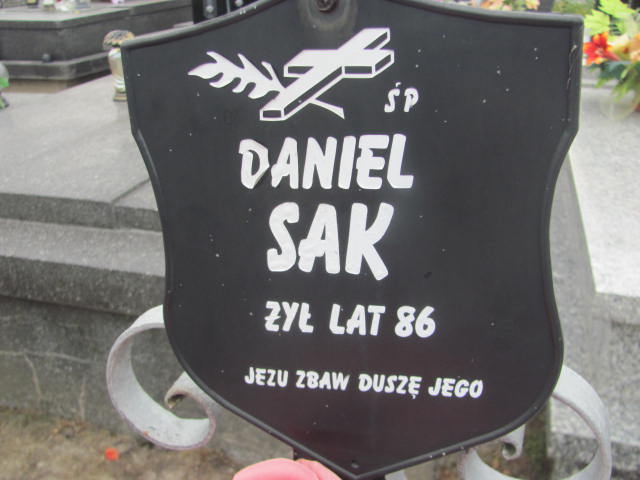 ŚP
DANIEL
SAK
ŻYŁ LAT 86
JEZU ZBAW DUSZĘ JEGO